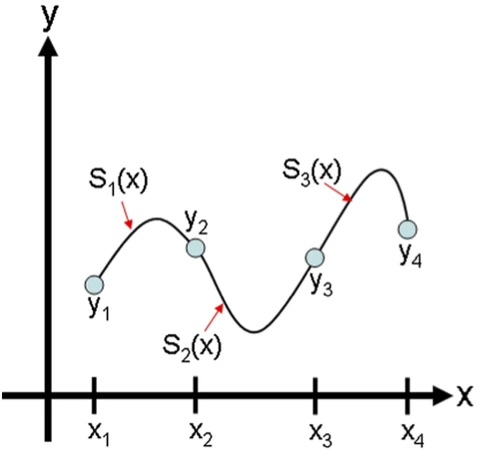 y
S₃(x)
S₁(x)
y₂
y₄
y₃
y₁
S₂(x)
x
x₁ x₂ x₃ x₄